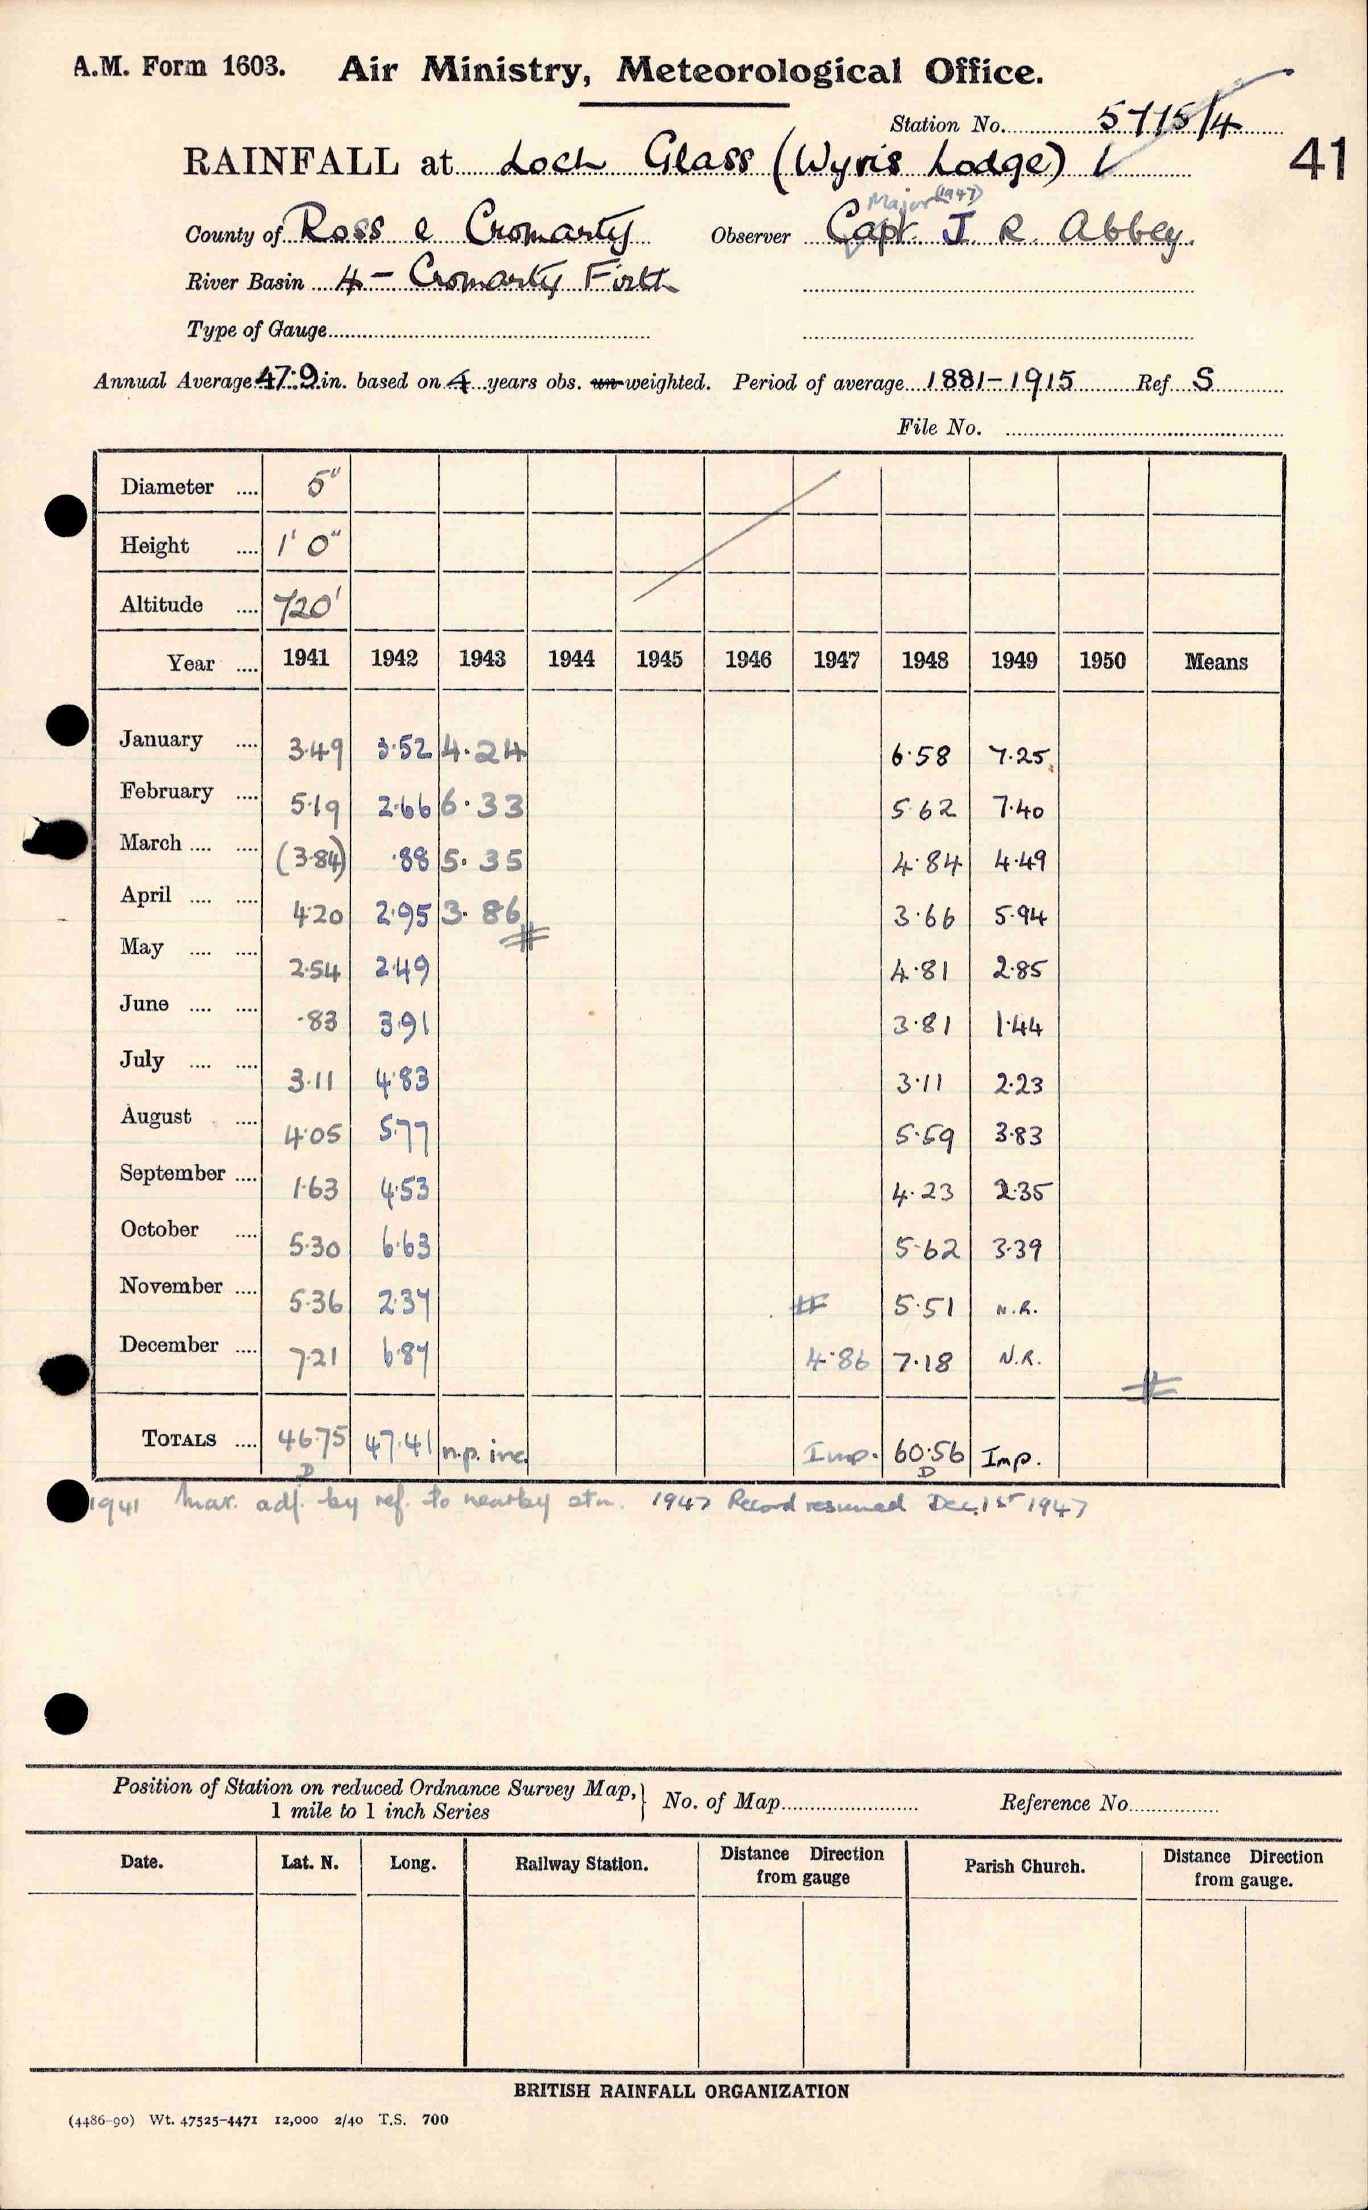 A.M. Form 1603. Air Ministry, Meteorological Office.
Station No. 5775/4
RAINFALL at Loch Glass (Wyvis Lodge)
41
Major (1947)
County of Ross & Cromarty Observer Capt. J. R. Abbey.
River Basin 4 - Cromarty Firth
Type of Gauge
Annual Average 47.9 in. based on 4 years obs. un-weighted. Period of average 1881-1915 Ref S
File No.
Diameter .... 5"
Height .... 1' 0"
Altitude .... 720'
Year .... 1941 1942 1943 1944 1945 1946 1947 1948 1949 1950 Means
January .... 3.49 3.52 4.24 6.58 7.25
February .... 5.19 2.66 6.33 5.62 7.40
March .... .... (3.84) .88 5.35 4.84 4.49
April .... .... 4.20 2.95 3.86 3.66 5.94
May .... .... 2.54 2.49 4.81 2.85
June .... .... .83 3.91 3.81 1.44
July .... .... 3.11 4.83 3.11 2.23
August .... 4.05 5.77 5.59 3.83
September .... 1.63 4.53 4.23 2.35
October .... 5.30 6.63 5.62 3.39
November .... 5.36 2.37 5.51 N.R.
December .... 7.21 6.87 4.86 7.18 N.R.
TOTALS .... 46.75 47.41 n.p. inc. Imp. 60.56 Imp.
D D
1941 Mar. adj. by ref. to nearby stn. 1947 Record resumed Dec. 1st 1947
Position of Station on reduced Ordnance Survey Map, } No. of Map Reference No.
1 mile to 1 inch Series
Date. Lat. N. Long. Railway Station. Distance Direction from gauge Parish Church. Distance Direction from gauge.
BRITISH RAINFALL ORGANIZATION
(4486-90) Wt. 47525-4471 12,000 2/40 T.S. 700